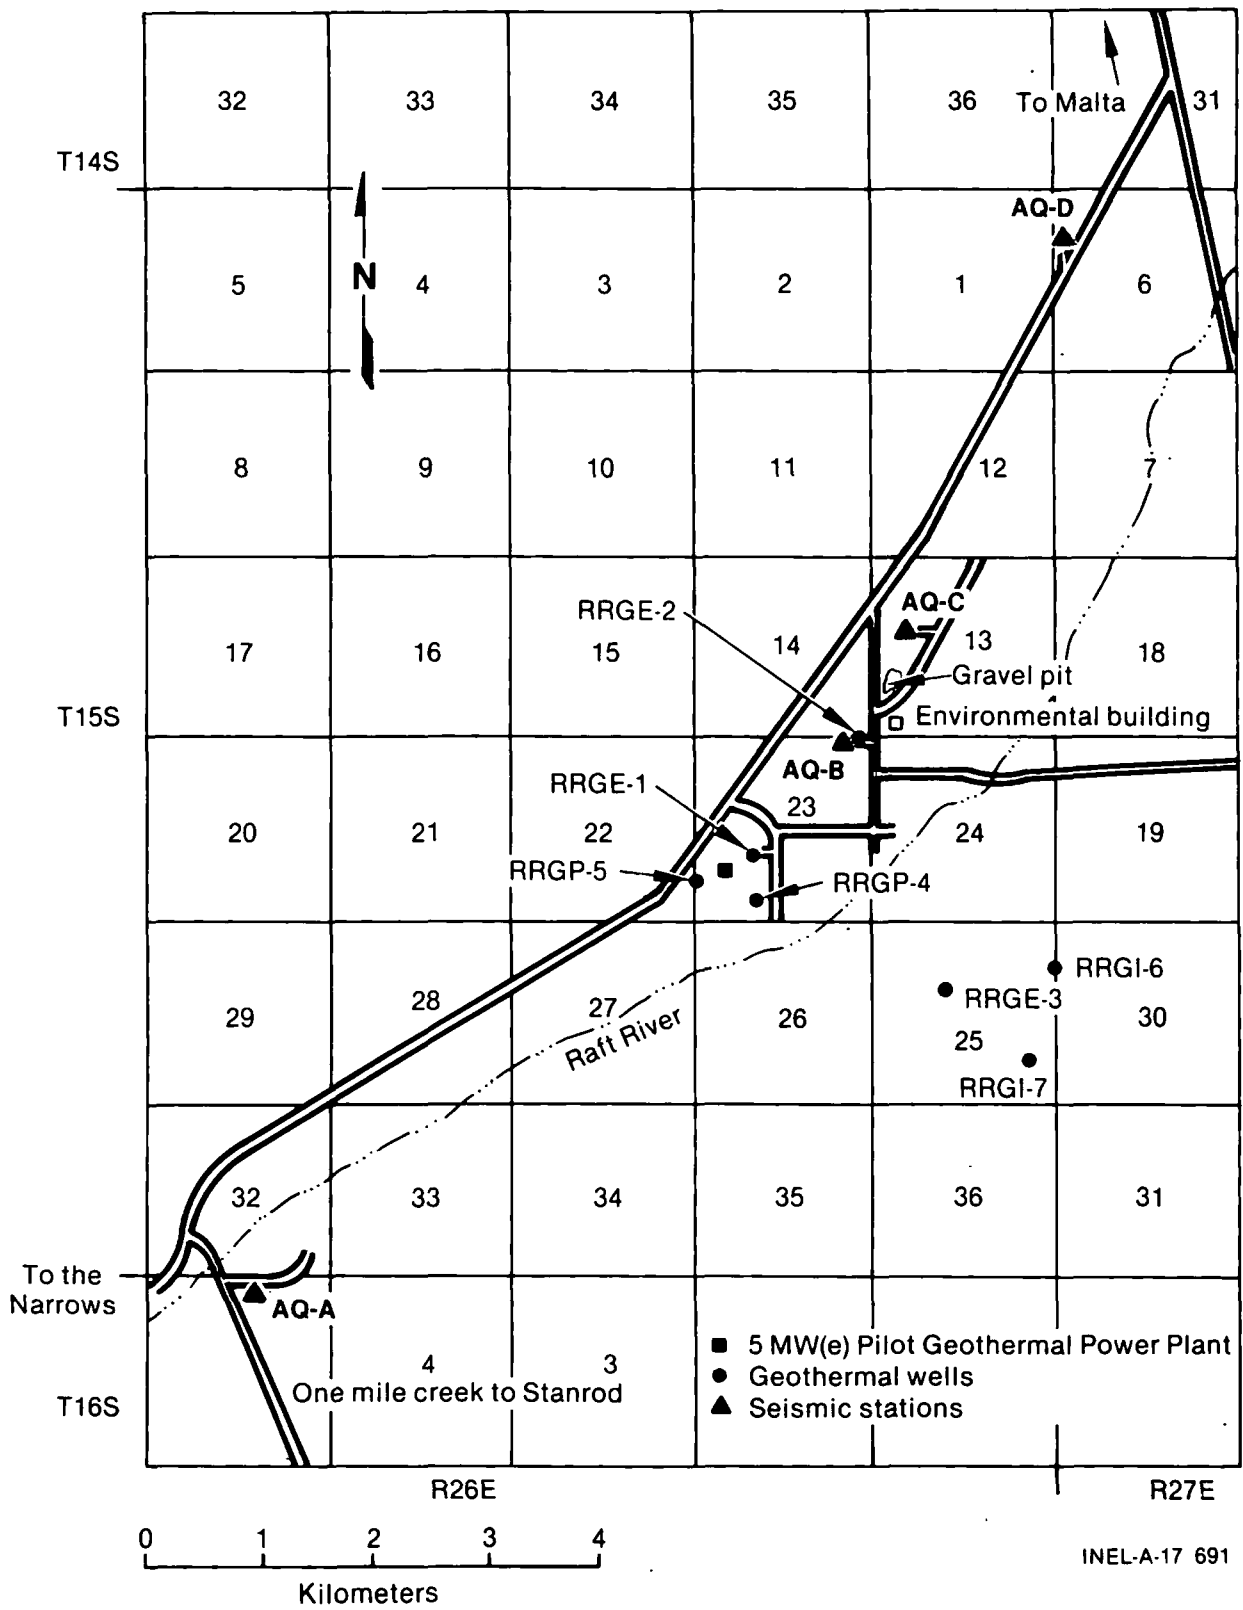 32
33
34
35
36
To Malta
31
T14S
AQ-D
N
5
4
3
2
1
6
8
9
10
11
12
7
RRGE-2
AQ-C
17
16
15
14
13
18
Gravel pit
T15S
Environmental building
AQ-B
RRGE-1
23
20
21
22
24
19
RRGP-5
RRGP-4
RRGI-6
RRGE-3
29
28
27
26
25
30
Raft River
RRGI-7
32
33
34
35
36
31
To the
Narrows
AQ-A
5 MW(e) Pilot Geothermal Power Plant
4
3
Geothermal wells
One mile creek to Stanrod
Seismic stations
T16S
R26E
R27E
0
1
2
3
4
Kilometers
INEL-A-17 691